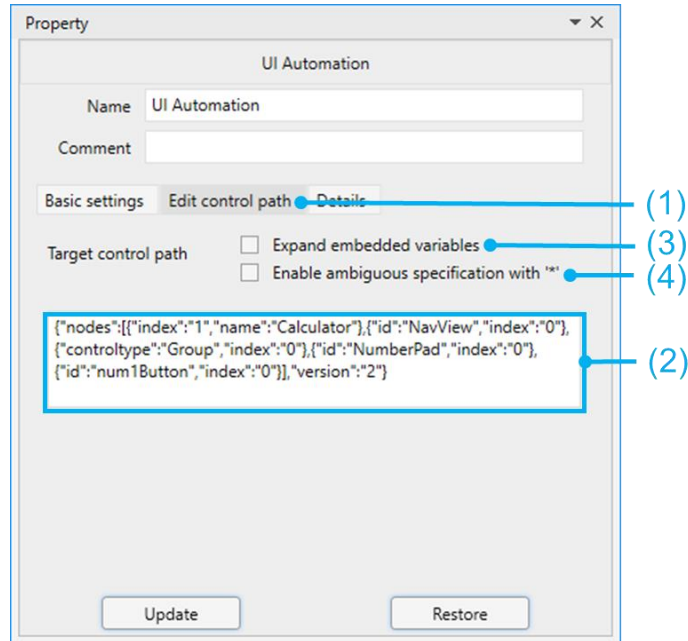 Property
UI Automation
Name UI Automation
Comment
Basic settings Edit control path Details (1)
Target control path Expand embedded variables (3)
Enable ambiguous specification with '*' (4)
{"nodes":[{"index":"1","name":"Calculator"},{"id":"NavView","index":"0"},
{"controltype":"Group","index":"0"},{"id":"NumberPad","index":"0"},
{"id":"num1Button","index":"0"}],"version":"2"}
(2)
Update Restore